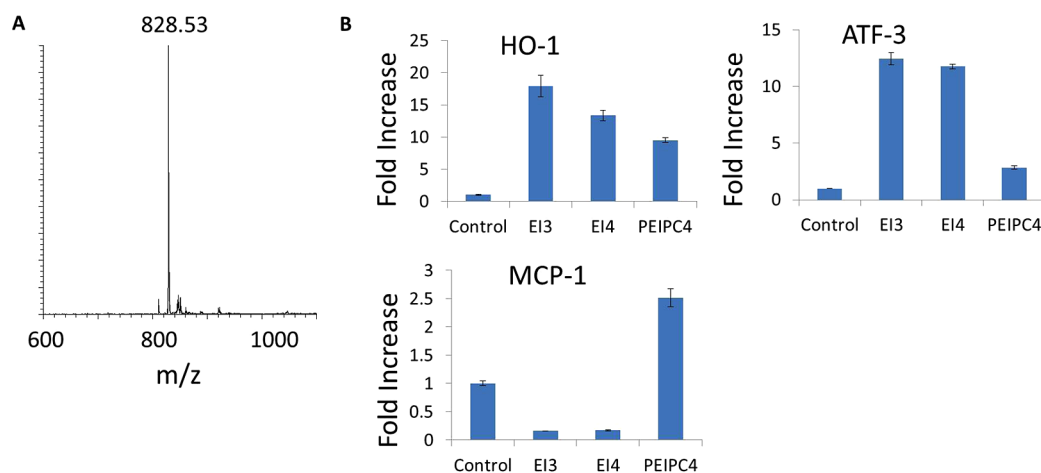 A
828.53
600
800
1000
m/z
B
HO-1
Fold Increase
25
20
15
10
5
0
Control EI3 EI4 PEIPC4
ATF-3
Fold Increase
15
10
5
0
Control EI3 EI4 PEIPC4
MCP-1
Fold Increase
3
2.5
2
1.5
1
0.5
0
Control EI3 EI4 PEIPC4